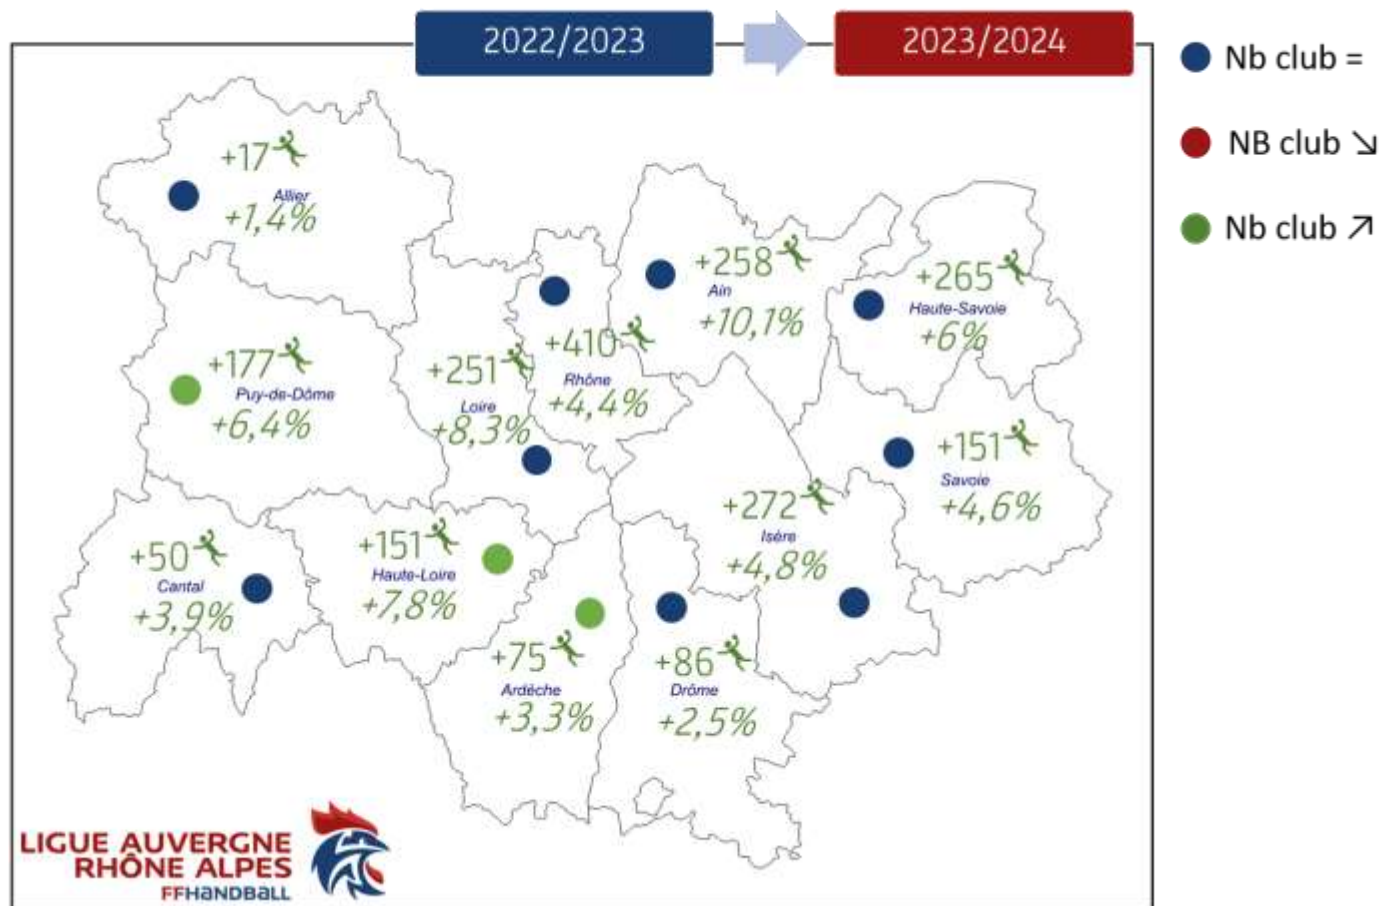 2022/2023
2023/2024
Nb club =
NB club ↘
Nb club ↗
+17
Allier
+1,4%
+258
Ain
+10,1%
+265
Haute-Savoie
+6%
+177
Puy-de-Dôme
+6,4%
+251
Loire
+8,3%
+410
Rhône
+4,4%
+151
Savoie
+4,6%
+272
Isère
+4,8%
+50
Cantal
+3,9%
+151
Haute-Loire
+7,8%
+75
Ardèche
+3,3%
+86
Drôme
+2,5%
LIGUE AUVERGNE
RHÔNE ALPES
FFHANDBALL